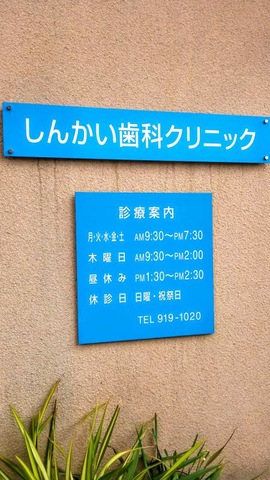 しんかい歯科クリニック
診療案内
月・火・水・金・土 AM9:30～PM7:30
木曜日 AM9:30～PM2:00
昼休み PM1:30～PM2:30
休診日 日曜・祝祭日
TEL 919-1020